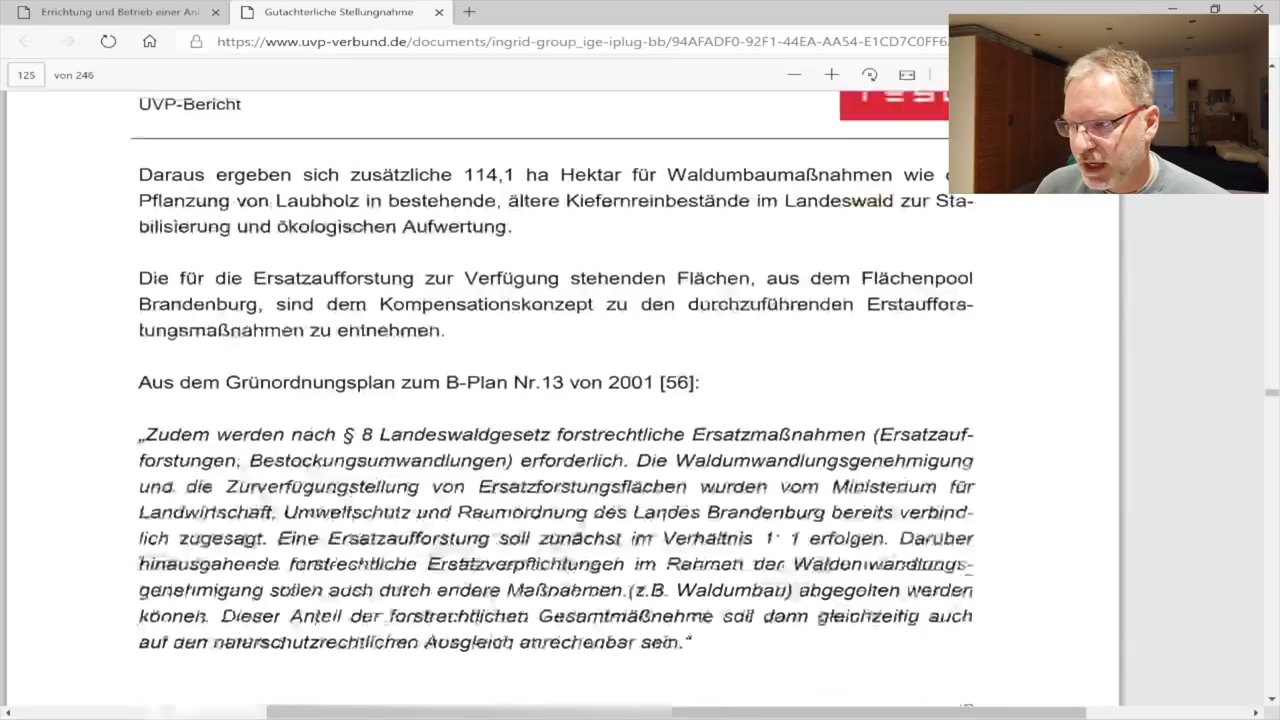 Errichtung und Betrieb einer Anl
Gutachterliche Stellungnahme
https://www.uvp-verbund.de/documents/ingrid-group_ige-iplug-bb/94AFADF0-92F1-44EA-AA54-E1CD7C0FF6
125 von 246
UVP-Bericht
Daraus ergeben sich zusätzliche 114,1 ha Hektar für Waldumbaumaßnahmen wie
Pflanzung von Laubholz in bestehende, ältere Kiefernreinbestände im Landeswald zur Sta-
bilisierung und ökologischen Aufwertung.
Die für die Ersatzaufforstung zur Verfügung stehenden Flächen, aus dem Flächenpool
Brandenburg, sind dem Kompensationskonzept zu den durchzuführenden Erstauffors-
tungsmaßnahmen zu entnehmen.
Aus dem Grünordnungsplan zum B-Plan Nr.13 von 2001 [56]:
„Zudem werden nach § 8 Landeswaldgesetz forstrechtliche Ersatzmaßnahmen (Ersatzauf-
forstungen, Bestockungsumwandlungen) erforderlich. Die Waldumwandlungsgenehmigung
und die Zurverfügungstellung von Ersatzforstungsflächen wurden vom Ministerium für
Landwirtschaft, Umweltschutz und Raumordnung des Landes Brandenburg bereits verbind-
lich zugesagt. Eine Ersatzaufforstung soll zunächst im Verhältnis 1: 1 erfolgen. Darüber
hinausgehende forstrechtliche Ersatzverpflichtungen im Rahmen der Waldumwandlungs-
genehmigung sollen auch durch andere Maßnahmen (z.B. Waldumbau) abgegolten werden
können. Dieser Anteil der forstrechtlichen Gesamtmaßnahme soll dann gleichzeitig auch
auf den naturschutzrechtlichen Ausgleich anrechenbar sein.“